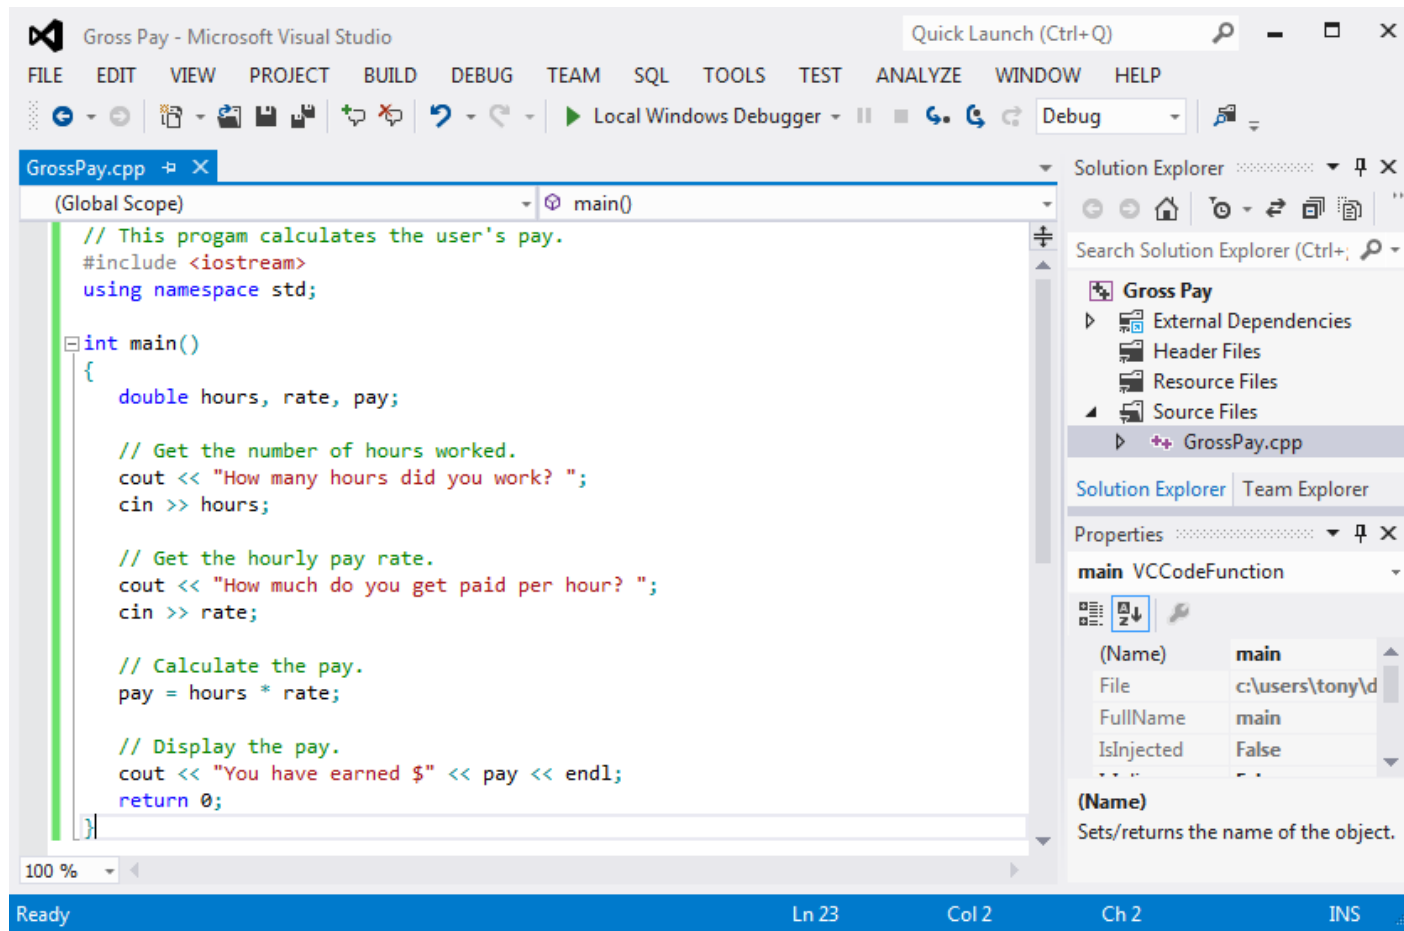 Gross Pay - Microsoft Visual Studio
Quick Launch (Ctrl+Q)
FILE EDIT VIEW PROJECT BUILD DEBUG TEAM SQL TOOLS TEST ANALYZE WINDOW HELP
Local Windows Debugger Debug
GrossPay.cpp
(Global Scope) main()
// This progam calculates the user's pay.
#include <iostream>
using namespace std;
int main()
{
double hours, rate, pay;
// Get the number of hours worked.
cout << "How many hours did you work? ";
cin >> hours;
// Get the hourly pay rate.
cout << "How much do you get paid per hour? ";
cin >> rate;
// Calculate the pay.
pay = hours * rate;
// Display the pay.
cout << "You have earned $" << pay << endl;
return 0;
}
100 %
Solution Explorer
Search Solution Explorer (Ctrl+;
Gross Pay
External Dependencies
Header Files
Resource Files
Source Files
GrossPay.cpp
Solution Explorer Team Explorer
Properties
main VCCodeFunction
(Name) main
File c:\users\tony\d
FullName main
IsInjected False
(Name)
Sets/returns the name of the object.
Ready Ln 23 Col 2 Ch 2 INS